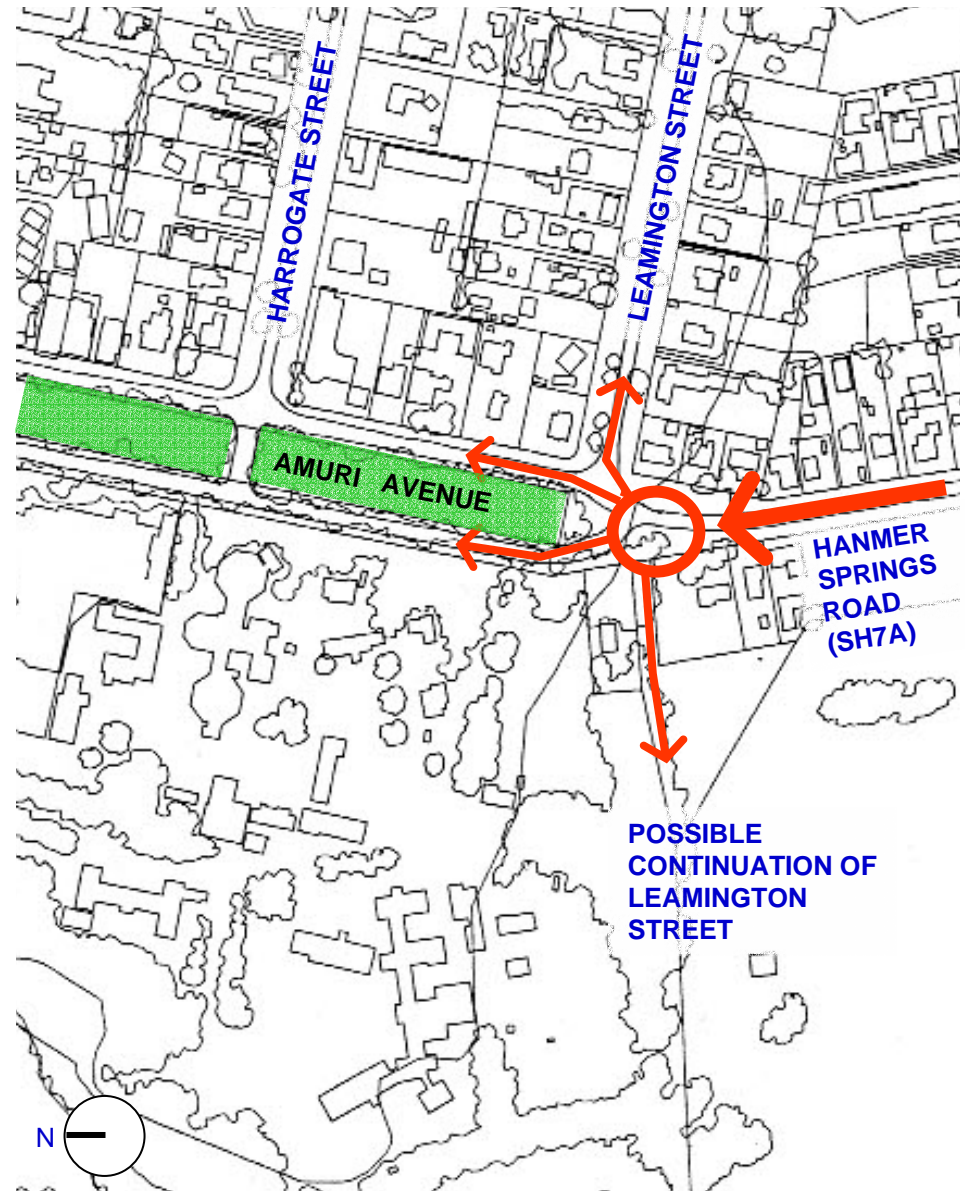 HARROGATE STREET
LEAMINGTON STREET
AMURI AVENUE
HANMER
SPRINGS
ROAD
(SH7A)
POSSIBLE
CONTINUATION OF
LEAMINGTON
STREET
N